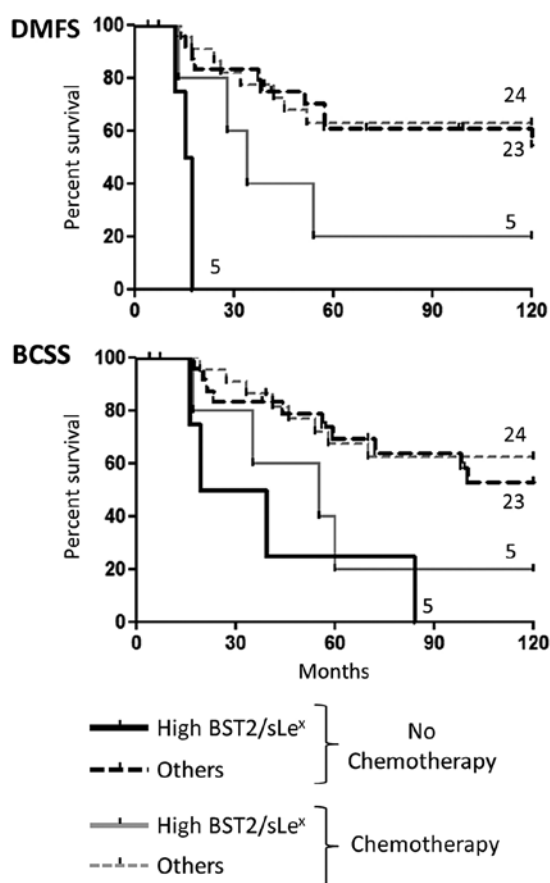 DMFS
Percent survival
100
80
60
40
20
0
0 30 60 90 120
24
23
5
5
BCSS
Percent survival
100
80
60
40
20
0
0 30 60 90 120
24
23
5
5
Months
High BST2/sLeˣ
Others
No
Chemotherapy
High BST2/sLeˣ
Others
Chemotherapy